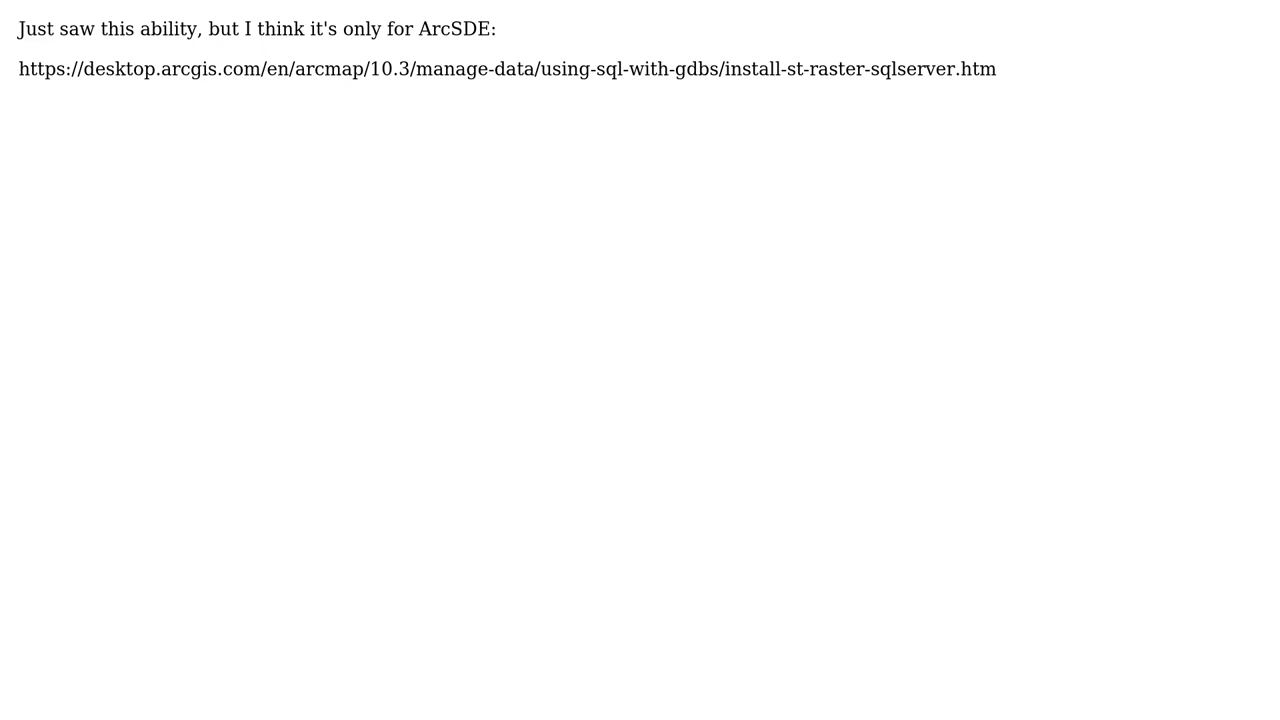 Just saw this ability, but I think it's only for ArcSDE:
https://desktop.arcgis.com/en/arcmap/10.3/manage-data/using-sql-with-gdbs/install-st-raster-sqlserver.htm